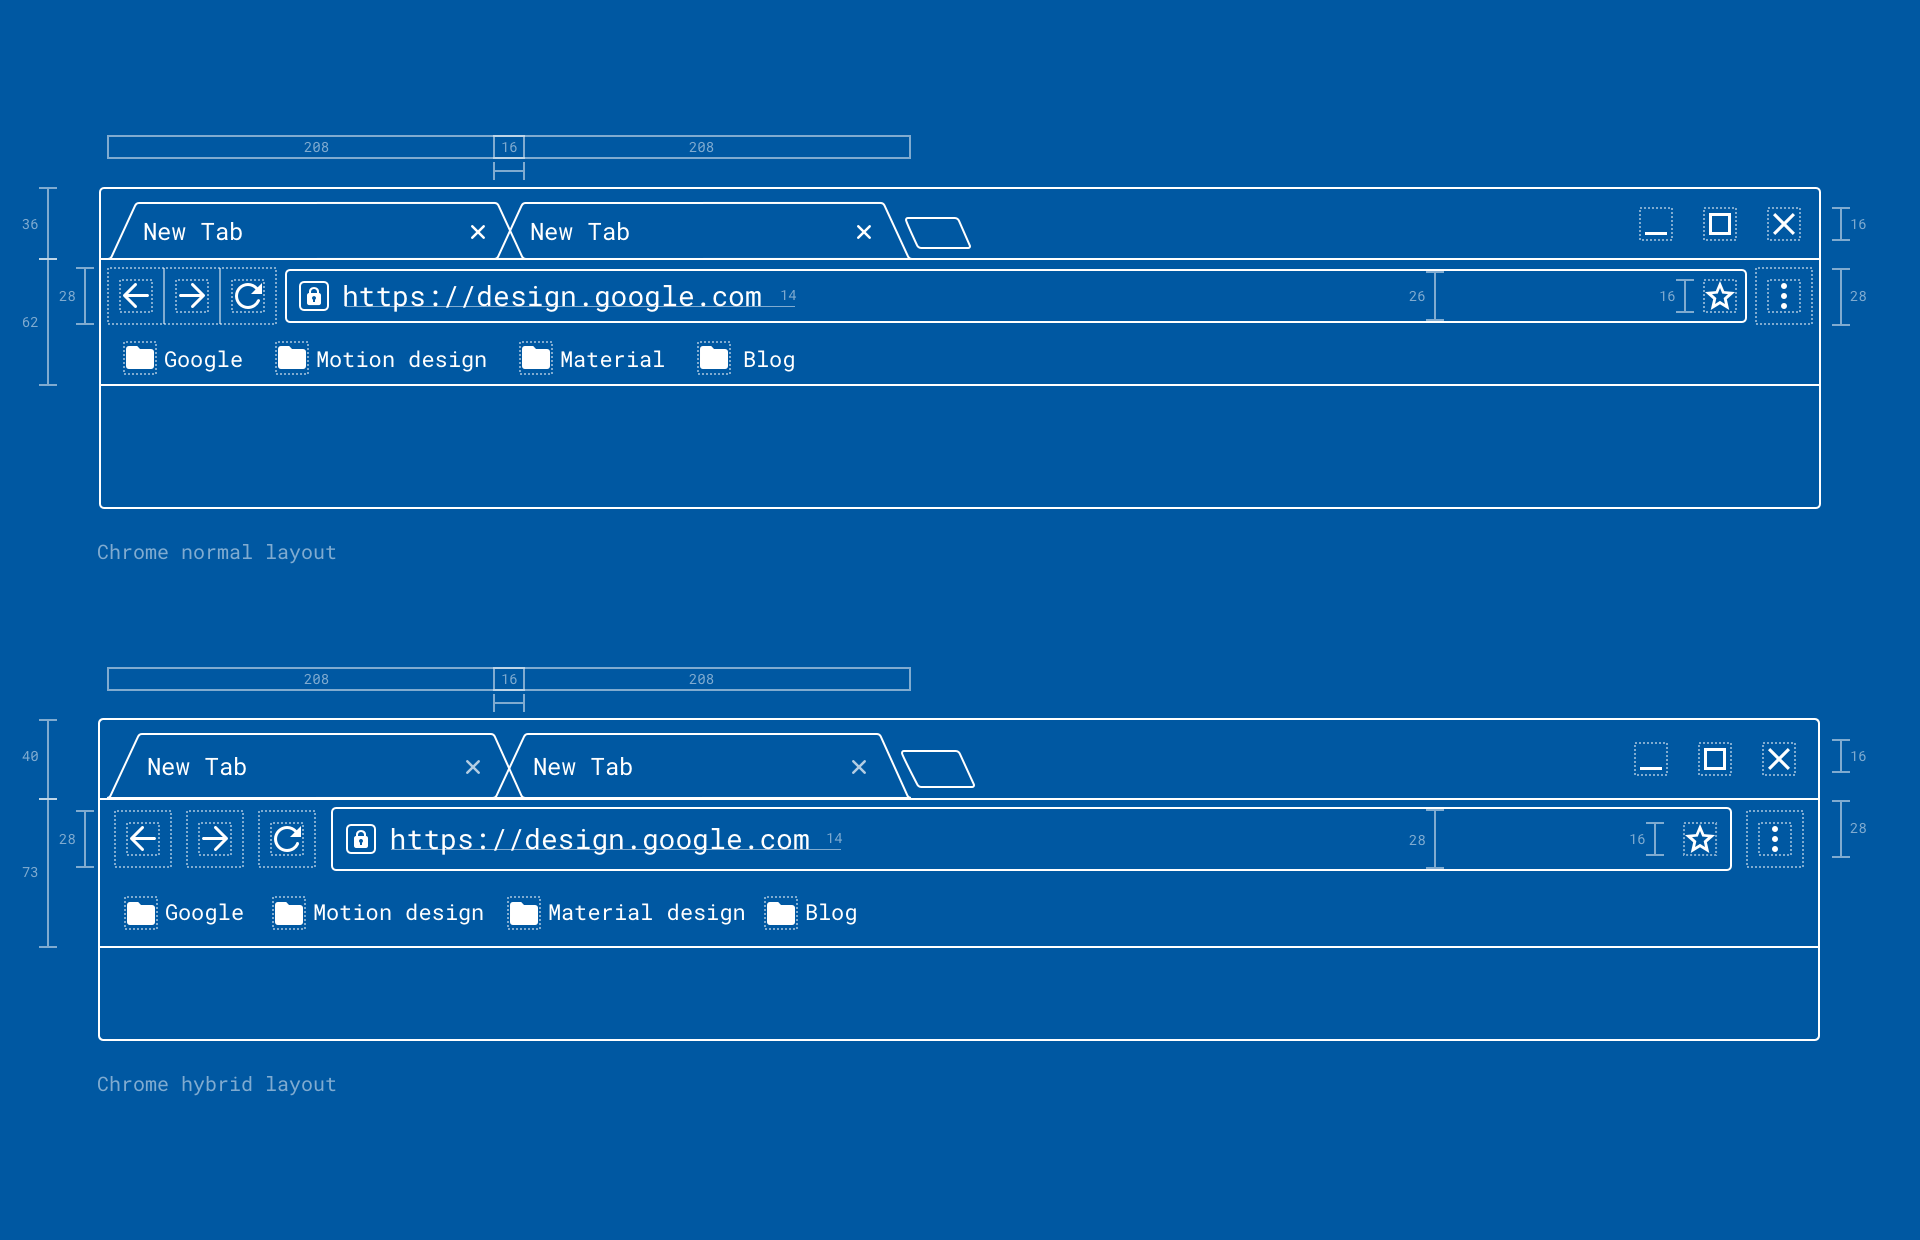 208 16 208
36
New Tab New Tab
16
28
https://design.google.com 14
26
16
28
62
Google Motion design Material Blog
Chrome normal layout
208 16 208
40
New Tab New Tab
16
28
https://design.google.com 14
28
16
28
73
Google Motion design Material design Blog
Chrome hybrid layout